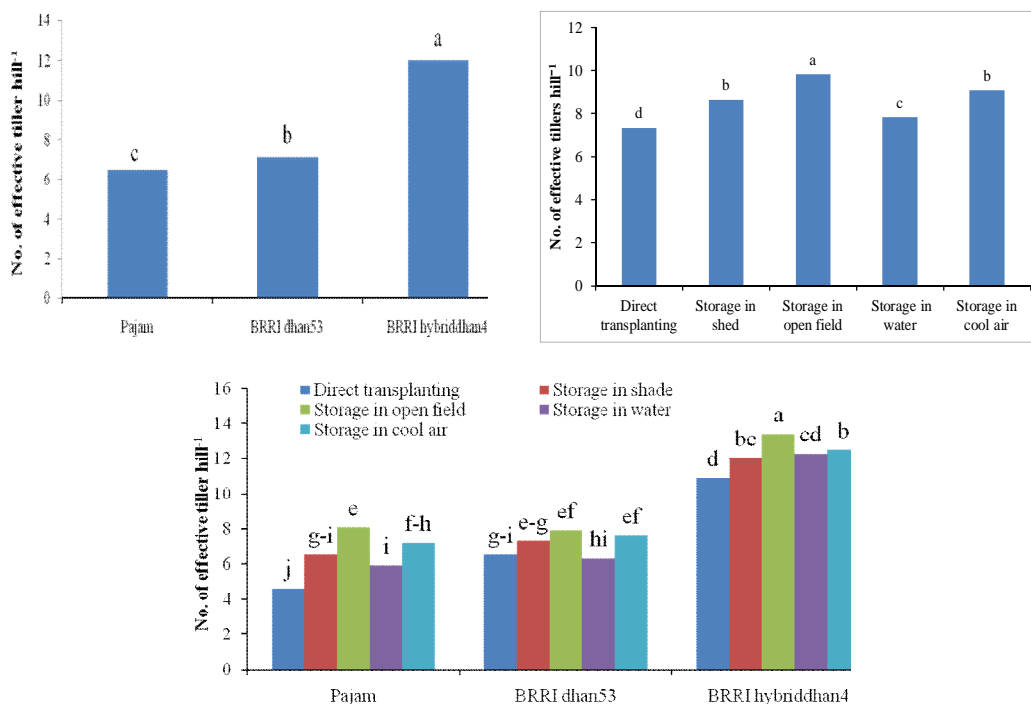 No. of effective tiller hill⁻¹
14
12
10
8
6
4
2
0
c
b
a
Pajam
BRRI dhan53
BRRI hybriddhan4
No. of effective tillers hill⁻¹
12
10
8
6
4
2
0
d
b
a
c
b
Direct
transplanting
Storage in
shed
Storage in
open field
Storage in
water
Storage in
cool air
No. of effective tiller hill⁻¹
16
14
12
10
8
6
4
2
0
Direct transplanting
Storage in shade
Storage in open field
Storage in water
Storage in cool air
j
g-i
e
i
f-h
g-i
e-g
ef
hi
ef
d
bc
a
cd
b
Pajam
BRRI dhan53
BRRI hybriddhan4